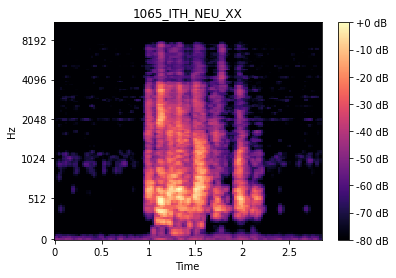 1065_ITH_NEU_XX
+0 dB
8192
-10 dB
4096
-20 dB
-30 dB
2048
Hz
-40 dB
1024
-50 dB
512
-60 dB
-70 dB
0
-80 dB
0 0.5 1 1.5 2 2.5
Time